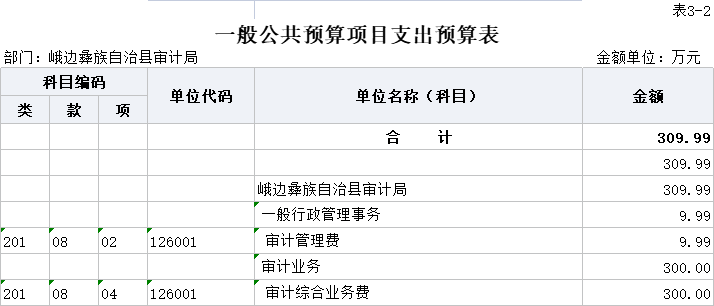 表3-2
一般公共预算项目支出预算表
部门：峨边彝族自治县审计局 金额单位：万元
科目编码 单位代码 单位名称（科目） 金额
类 款 项
合 计 309.99
309.99
峨边彝族自治县审计局 309.99
一般行政管理事务 9.99
201 08 02 126001 审计管理费 9.99
审计业务 300.00
201 08 04 126001 审计综合业务费 300.00